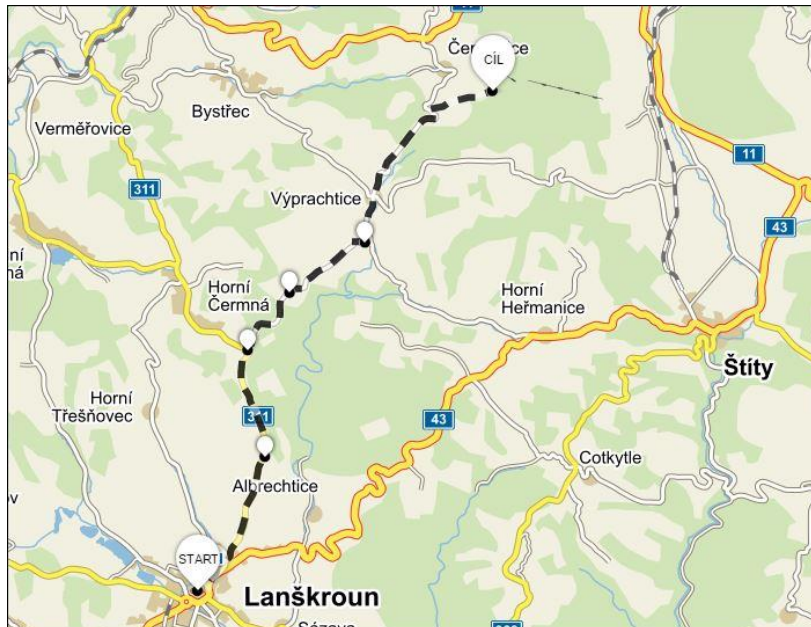 CÍL
Bystřec
Verměřovice
311
11
Výprachtice
43
Horní
Čermná
Horní
Heřmanice
Štíty
Horní
Třešňovec
311
43
Cotkytle
Albrechtice
START
Lanškroun